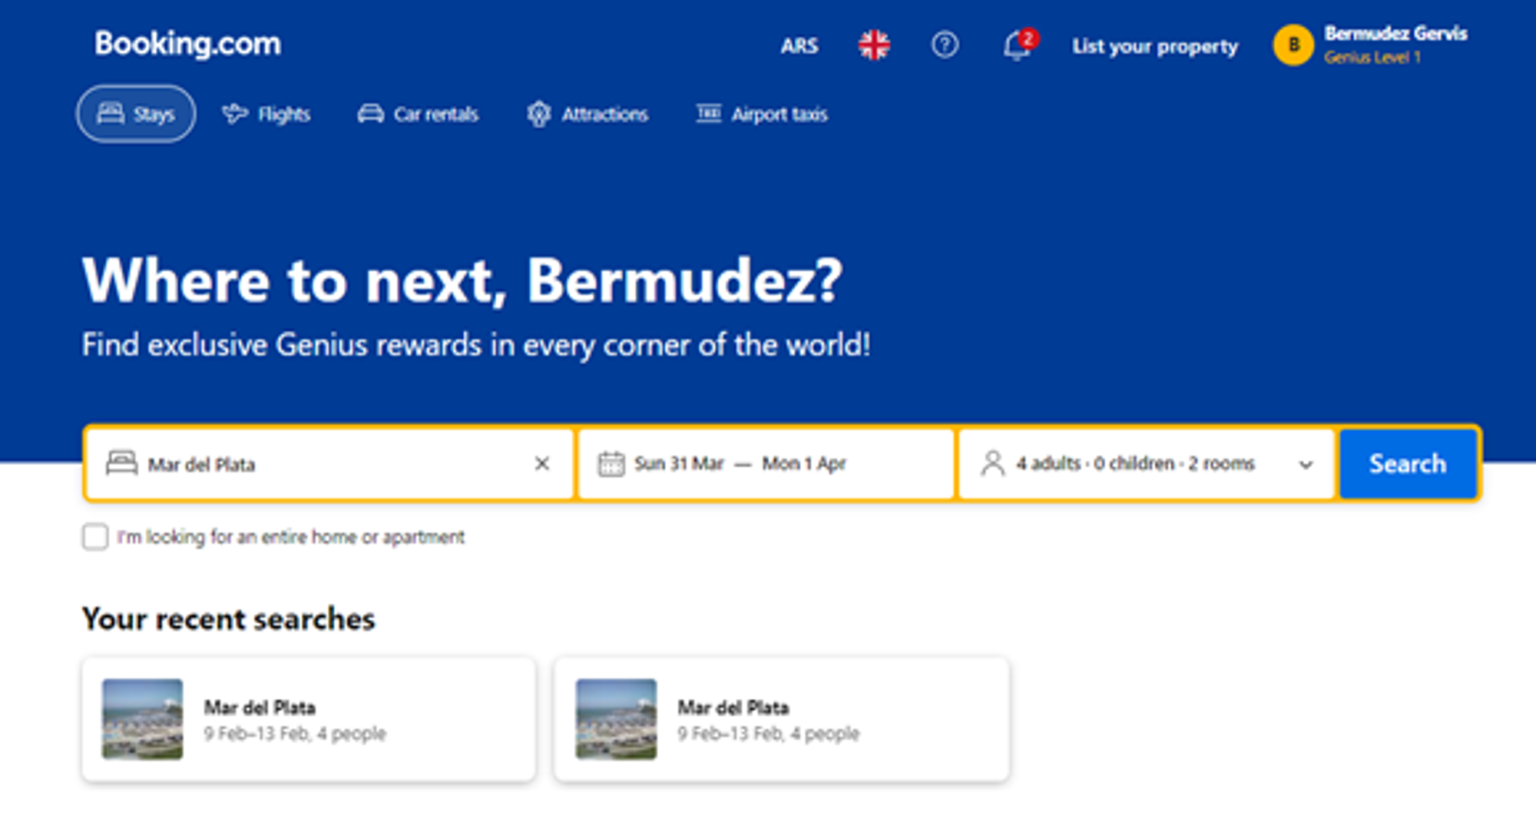 Booking.com
ARS
2
List your property
B
Bermudez Gervis
Genius Level 1
Stays
Flights
Car rentals
Attractions
TAXI
Airport taxis
Where to next, Bermudez?
Find exclusive Genius rewards in every corner of the world!
Mar del Plata
Sun 31 Mar — Mon 1 Apr
4 adults · 0 children · 2 rooms
Search
I'm looking for an entire home or apartment
Your recent searches
Mar del Plata
9 Feb–13 Feb, 4 people
Mar del Plata
9 Feb–13 Feb, 4 people